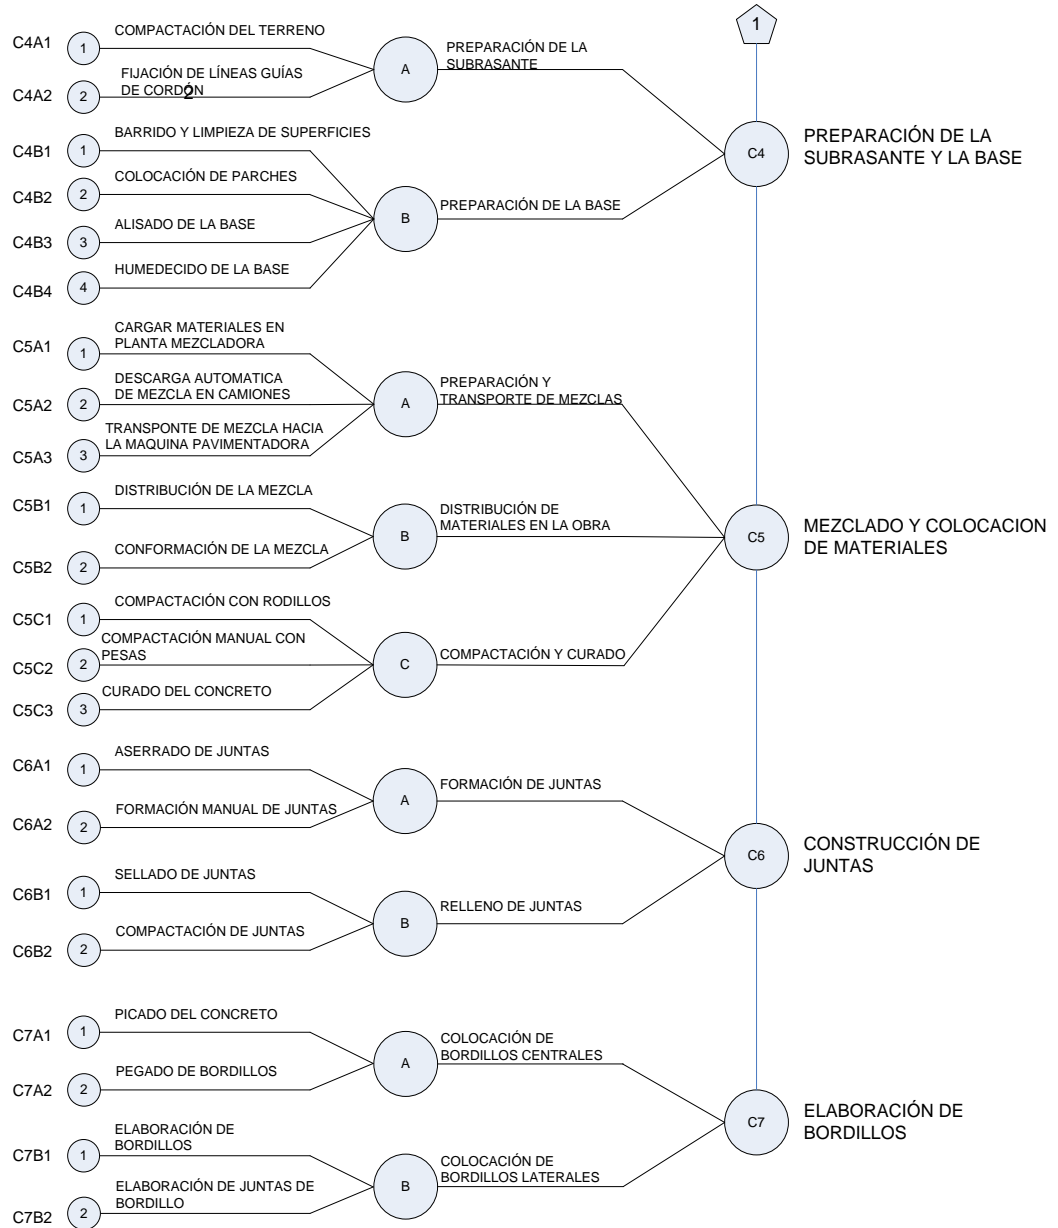 1
C4A1
1
COMPACTACIÓN DEL TERRENO
C4A2
2
FIJACIÓN DE LÍNEAS GUÍAS
DE CORDÓN
2
A
PREPARACIÓN DE LA
SUBRASANTE
C4B1
1
BARRIDO Y LIMPIEZA DE SUPERFICIES
C4B2
2
COLOCACIÓN DE PARCHES
C4B3
3
ALISADO DE LA BASE
C4B4
4
HUMEDECIDO DE LA BASE
B
PREPARACIÓN DE LA BASE
C4
PREPARACIÓN DE LA
SUBRASANTE Y LA BASE
C5A1
1
CARGAR MATERIALES EN
PLANTA MEZCLADORA
C5A2
2
DESCARGA AUTOMATICA
DE MEZCLA EN CAMIONES
C5A3
3
TRANSPONTE DE MEZCLA HACIA
LA MAQUINA PAVIMENTADORA
A
PREPARACIÓN Y
TRANSPORTE DE MEZCLAS
C5B1
1
DISTRIBUCIÓN DE LA MEZCLA
C5B2
2
CONFORMACIÓN DE LA MEZCLA
B
DISTRIBUCIÓN DE
MATERIALES EN LA OBRA
C5C1
1
COMPACTACIÓN CON RODILLOS
C5C2
2
COMPACTACIÓN MANUAL CON
PESAS
C5C3
3
CURADO DEL CONCRETO
C
COMPACTACIÓN Y CURADO
C5
MEZCLADO Y COLOCACION
DE MATERIALES
C6A1
1
ASERRADO DE JUNTAS
C6A2
2
FORMACIÓN MANUAL DE JUNTAS
A
FORMACIÓN DE JUNTAS
C6B1
1
SELLADO DE JUNTAS
C6B2
2
COMPACTACIÓN DE JUNTAS
B
RELLENO DE JUNTAS
C6
CONSTRUCCIÓN DE
JUNTAS
C7A1
1
PICADO DEL CONCRETO
C7A2
2
PEGADO DE BORDILLOS
A
COLOCACIÓN DE
BORDILLOS CENTRALES
C7B1
1
ELABORACIÓN DE
BORDILLOS
C7B2
2
ELABORACIÓN DE JUNTAS DE
BORDILLO
B
COLOCACIÓN DE
BORDILLOS LATERALES
C7
ELABORACIÓN DE
BORDILLOS